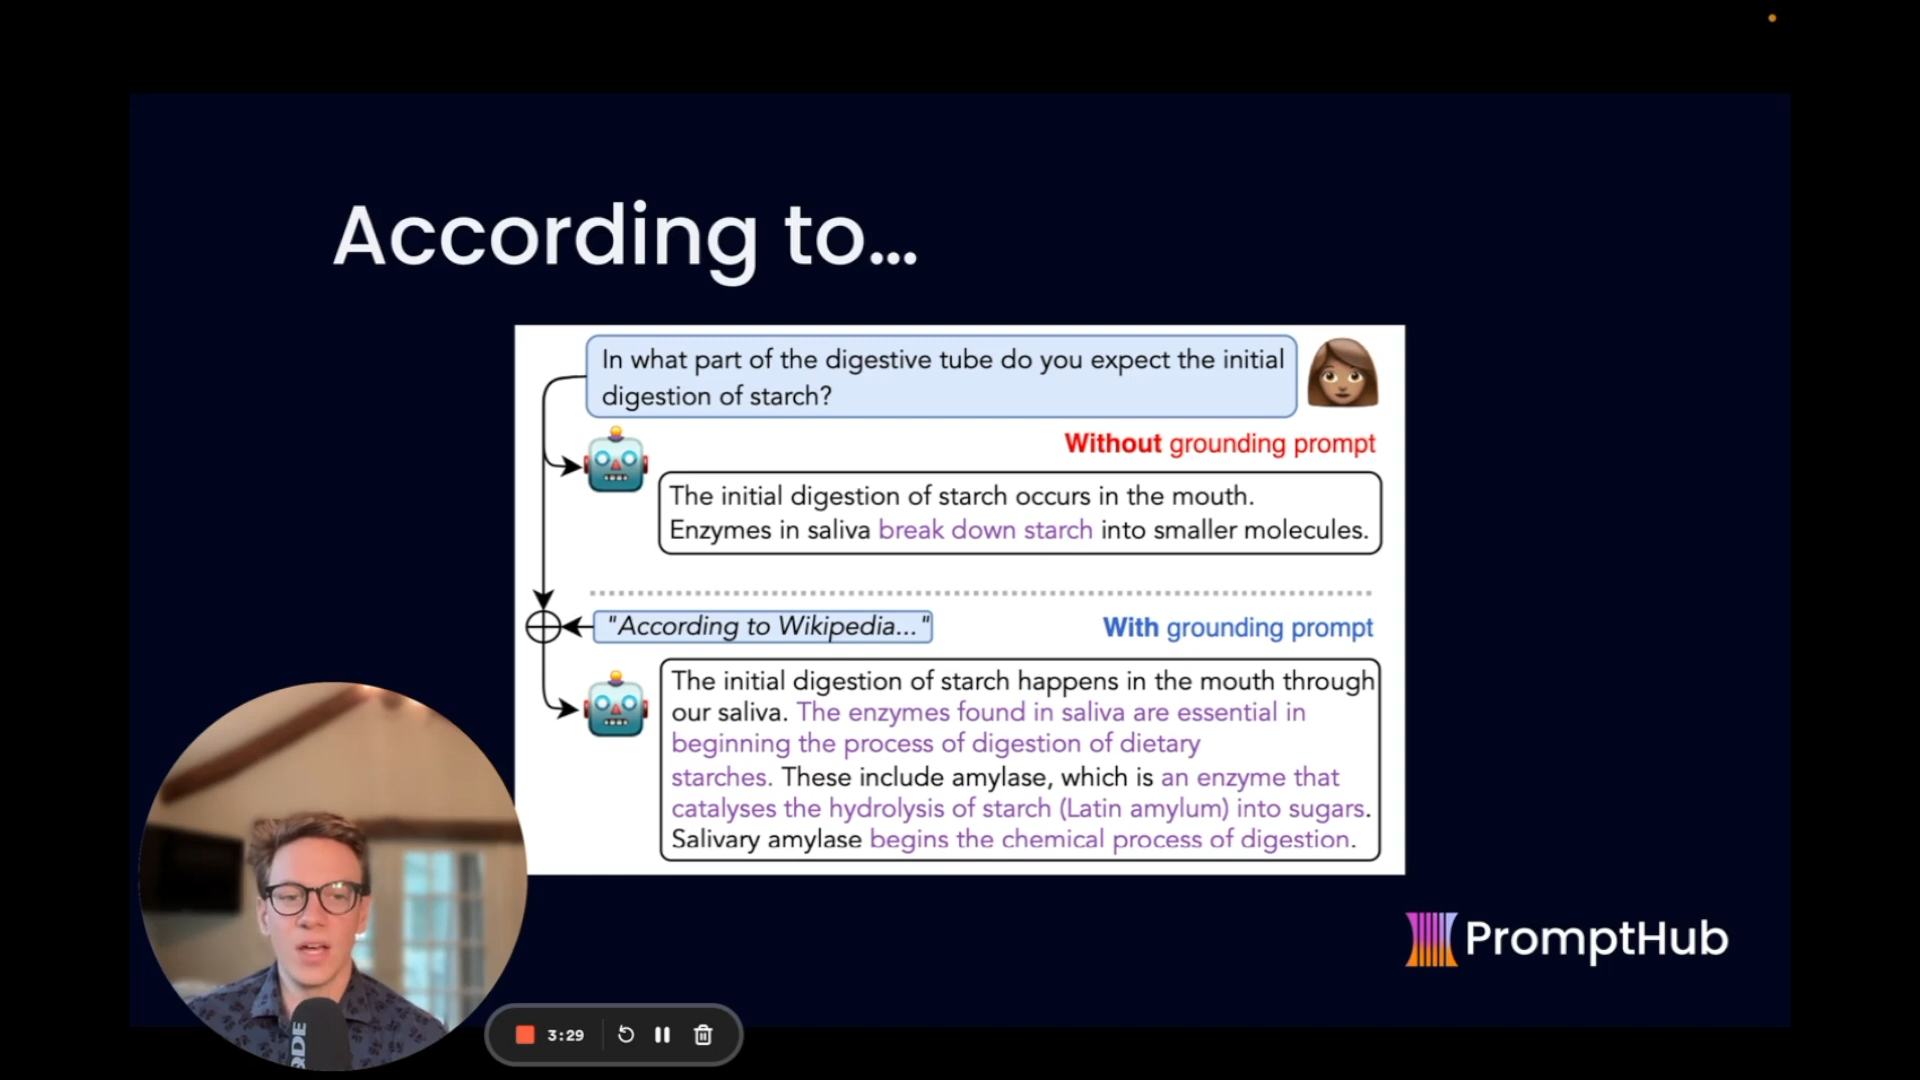 According to...
In what part of the digestive tube do you expect the initial
digestion of starch?
Without grounding prompt
The initial digestion of starch occurs in the mouth.
Enzymes in saliva break down starch into smaller molecules.
"According to Wikipedia..."
With grounding prompt
The initial digestion of starch happens in the mouth through
our saliva. The enzymes found in saliva are essential in
beginning the process of digestion of dietary
starches. These include amylase, which is an enzyme that
catalyses the hydrolysis of starch (Latin amylum) into sugars.
Salivary amylase begins the chemical process of digestion.
PromptHub
3:29